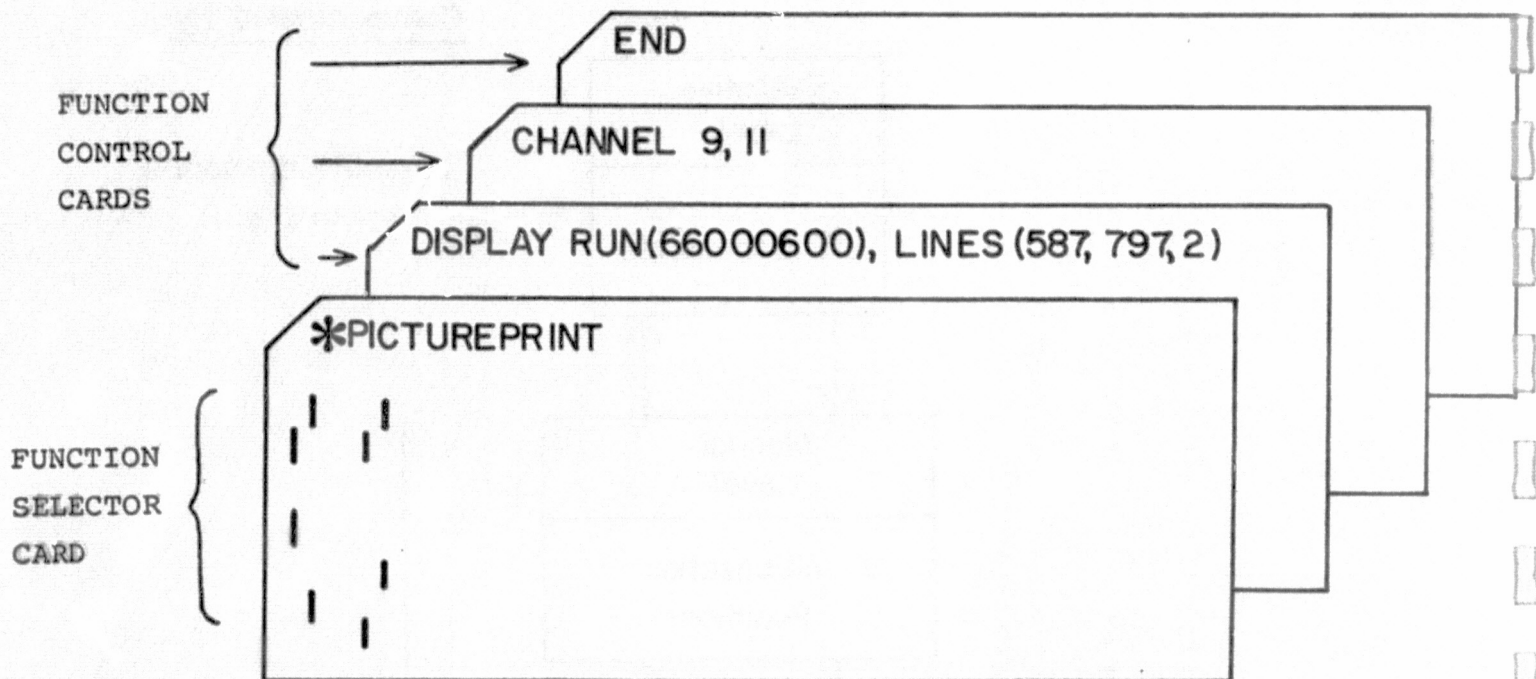 END
FUNCTION
CONTROL
CARDS
CHANNEL 9, 11
DISPLAY RUN(66000600), LINES (587, 797, 2)
*PICTUREPRINT
FUNCTION
SELECTOR
CARD